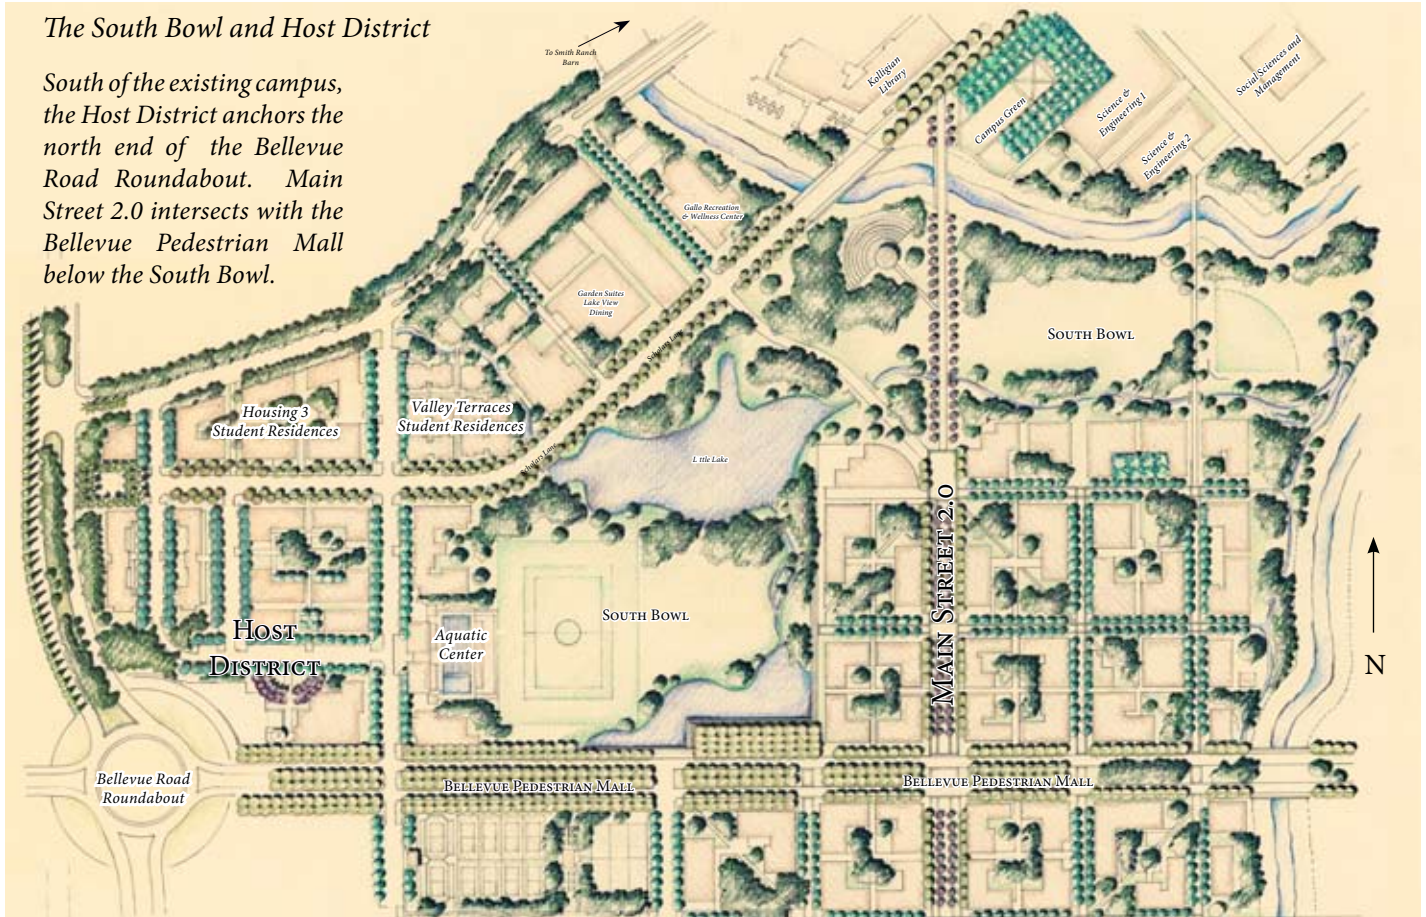 The South Bowl and Host District
South of the existing campus,
the Host District anchors the
north end of the Bellevue
Road Roundabout. Main
Street 2.0 intersects with the
Bellevue Pedestrian Mall
below the South Bowl.
To Smith Ranch
Barn
Kolligian
Library
Campus Green
Science &
Engineering 1
Science &
Engineering 2
Social Sciences and
Management
Gallo Recreation
& Wellness Center
Garden Suites
Lake View
Dining
Scholars Lane
South Bowl
Housing 3
Student Residences
Valley Terraces
Student Residences
Scholars Lane
Little Lake
Main Street 2.0
South Bowl
Host
District
Aquatic
Center
N
Bellevue Road
Roundabout
Bellevue Pedestrian Mall
Bellevue Pedestrian Mall